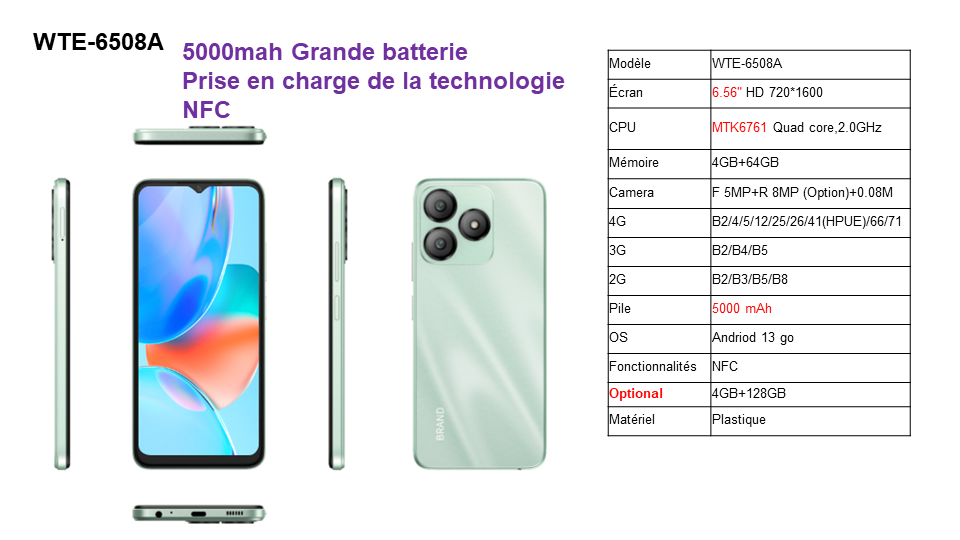 WTE-6508A
5000mah Grande batterie
Prise en charge de la technologie
NFC
BRAND
Modèle WTE-6508A
Écran 6.56" HD 720*1600
CPU MTK6761 Quad core,2.0GHz
Mémoire 4GB+64GB
Camera F 5MP+R 8MP (Option)+0.08M
4G B2/4/5/12/25/26/41(HPUE)/66/71
3G B2/B4/B5
2G B2/B3/B5/B8
Pile 5000 mAh
OS Andriod 13 go
Fonctionnalités NFC
Optional 4GB+128GB
Matériel Plastique